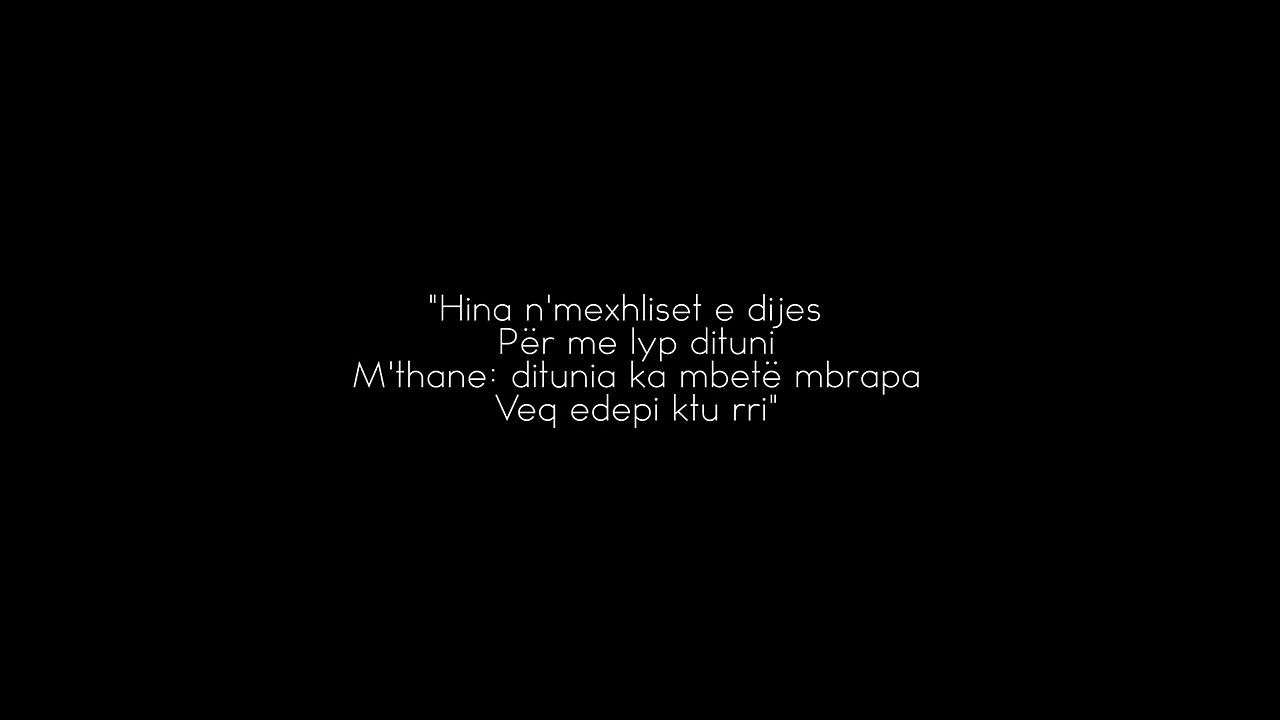 "Hina n'mexhliset e dijes
Për me lyp dituni
M'thane: ditunia ka mbetë mbrapa
Veq edepi ktu rri"